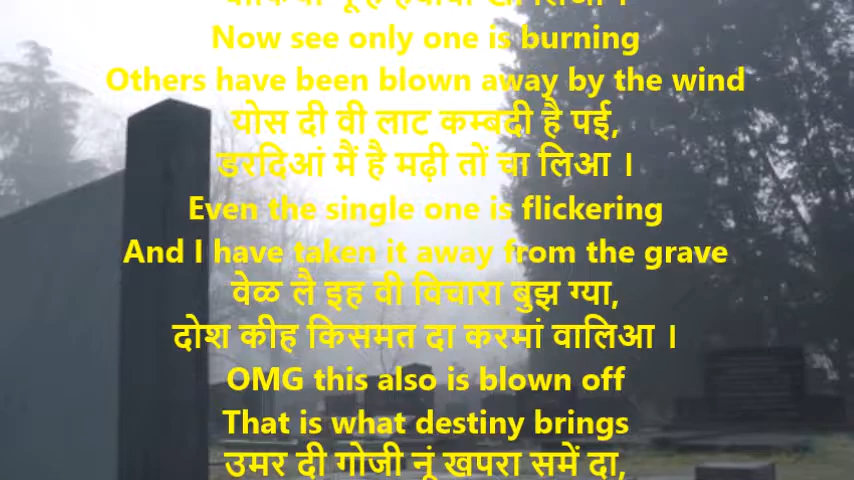 Now see only one is burning
Others have been blown away by the wind
योस दी वी लाट कम्बदी है पई,
डरदिआं मैं है मढ़ी तों चा लिआ ।
Even the single one is flickering
And I have taken it away from the grave
वेळ लै इह वी विचारा बुझ ग्या,
दोश कीह किसमत दा करमां वालिआ ।
OMG this also is blown off
That is what destiny brings
उमर दी गोजी नूं खपरा समें दा,